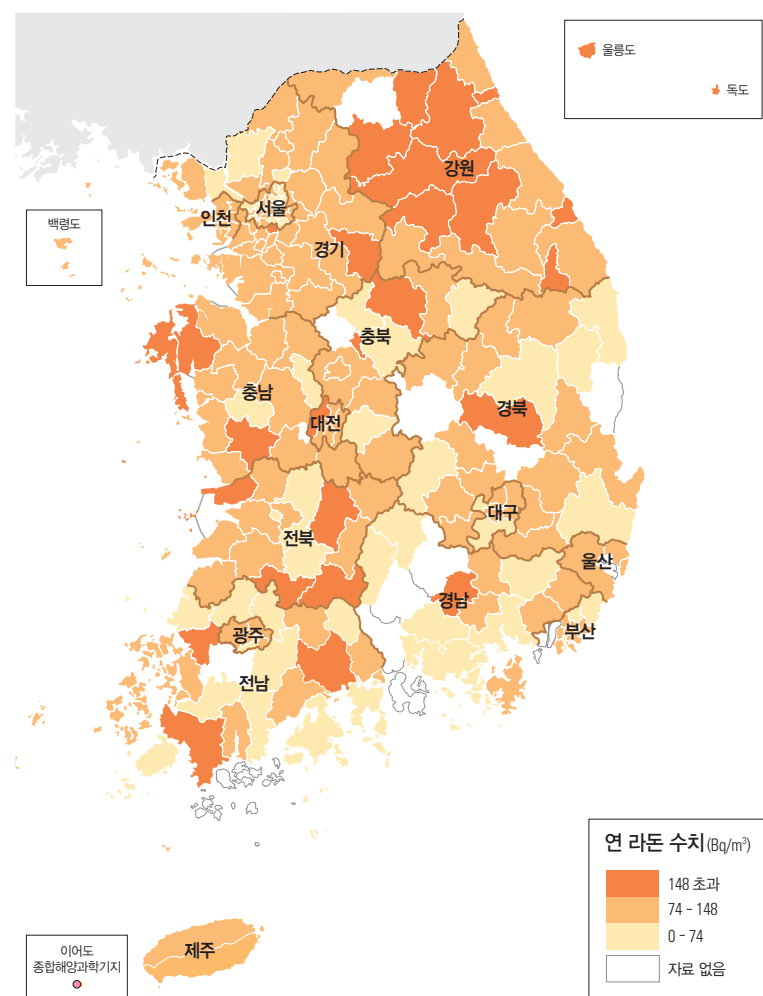 울릉도
독도
백령도
강원
서울
인천
경기
충북
충남
경북
대전
대구
전북
울산
경남
부산
광주
전남
제주
이어도
종합해양과학기지
연 라돈 수치(Bq/m³)
148 초과
74 - 148
0 - 74
자료 없음